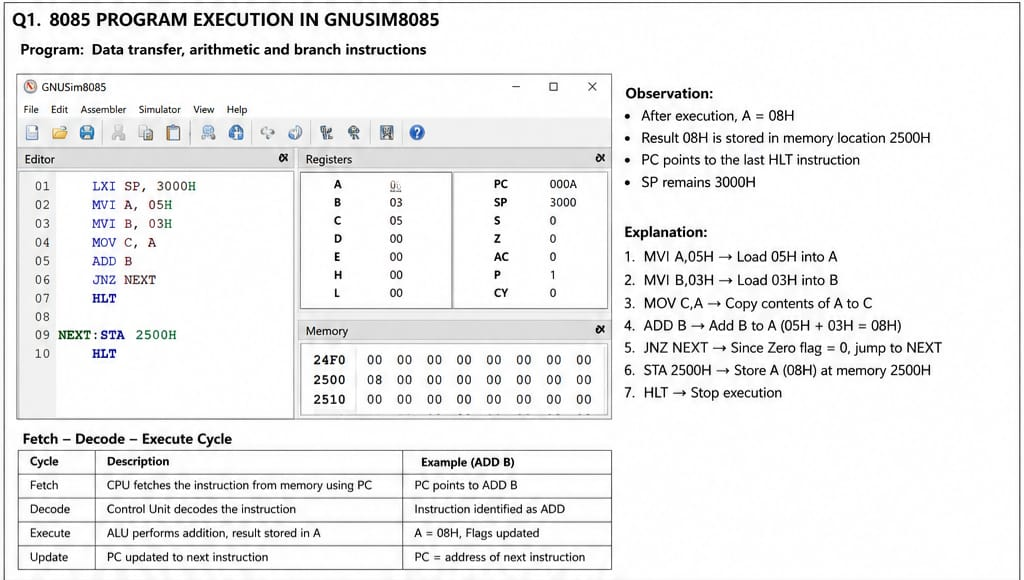 Q1. 8085 PROGRAM EXECUTION IN GNUSIM8085
Program: Data transfer, arithmetic and branch instructions
GNUSim8085
File Edit Assembler Simulator View Help
Editor
01 LXI SP, 3000H
02 MVI A, 05H
03 MVI B, 03H
04 MOV C, A
05 ADD B
06 JNZ NEXT
07 HLT
08
09 NEXT:STA 2500H
10 HLT
Registers
A
B 03
C 05
D 00
E 00
H 00
L 00
PC 000A
SP 3000
S 0
Z 0
AC 0
P 1
CY 0
Memory
24F0 00 00 00 00 00 00 00 00
2500 08 00 00 00 00 00 00 00
2510 00 00 00 00 00 00 00 00
Observation:
• After execution, A = 08H
• Result 08H is stored in memory location 2500H
• PC points to the last HLT instruction
• SP remains 3000H
Explanation:
1. MVI A,05H → Load 05H into A
2. MVI B,03H → Load 03H into B
3. MOV C,A → Copy contents of A to C
4. ADD B → Add B to A (05H + 03H = 08H)
5. JNZ NEXT → Since Zero flag = 0, jump to NEXT
6. STA 2500H → Store A (08H) at memory 2500H
7. HLT → Stop execution
Fetch – Decode – Execute Cycle
Cycle Description Example (ADD B)
Fetch CPU fetches the instruction from memory using PC PC points to ADD B
Decode Control Unit decodes the instruction Instruction identified as ADD
Execute ALU performs addition, result stored in A A = 08H, Flags updated
Update PC updated to next instruction PC = address of next instruction